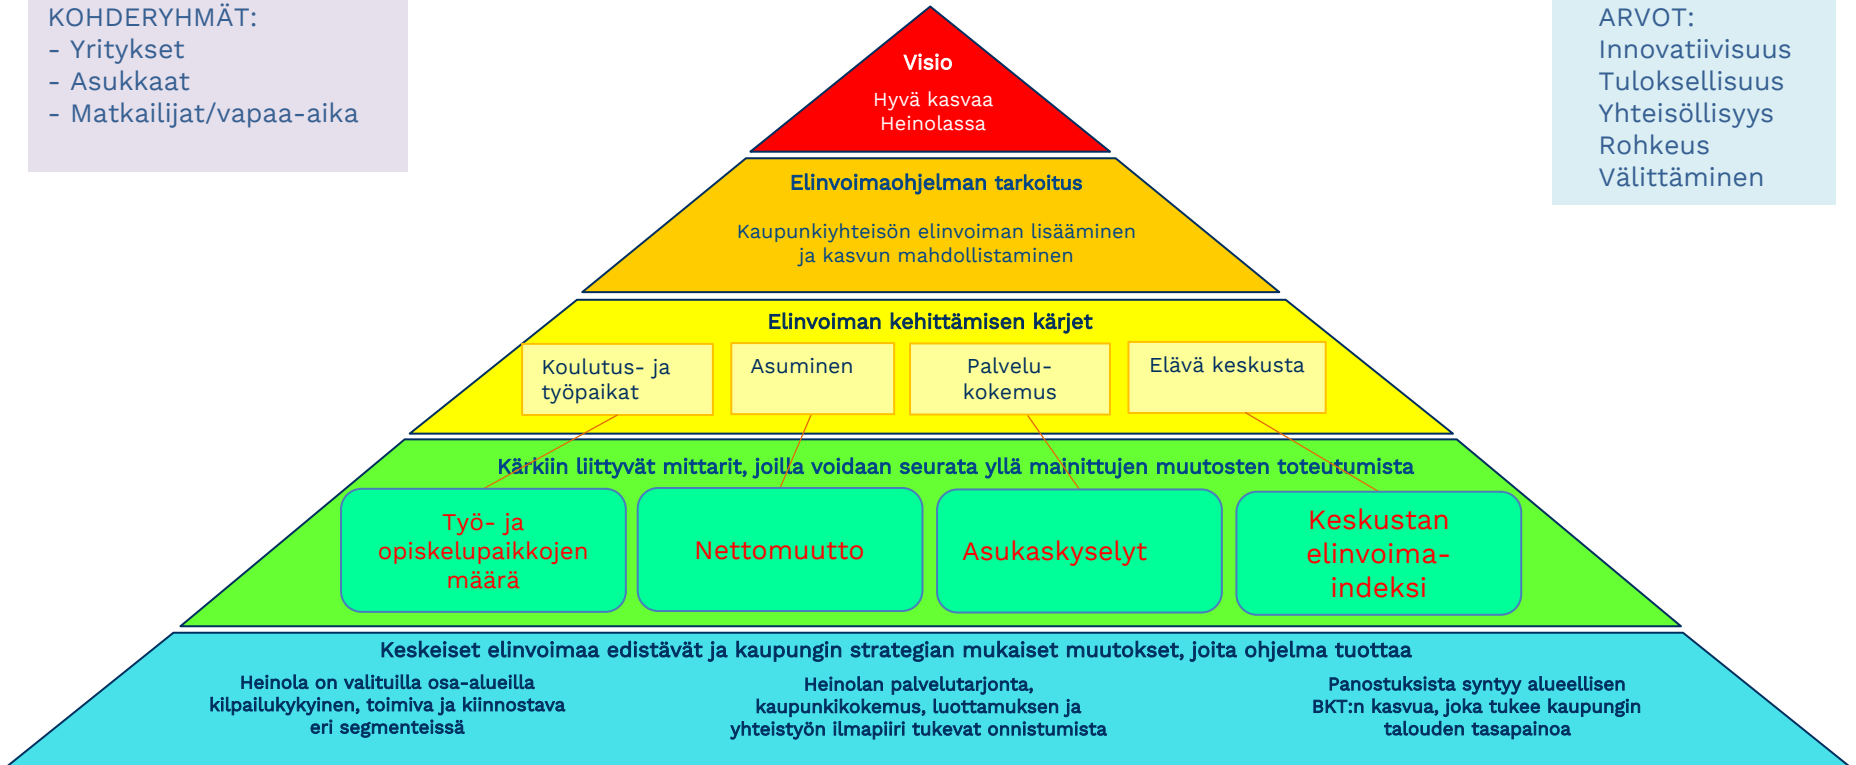 KOHDERYHMÄT:
- Yritykset
- Asukkaat
- Matkailijat/vapaa-aika
ARVOT:
Innovatiivisuus
Tuloksellisuus
Yhteisöllisyys
Rohkeus
Välittäminen
Visio
Hyvä kasvaa
Heinolassa
Elinvoimaohjelman tarkoitus
Kaupunkiyhteisön elinvoiman lisääminen
ja kasvun mahdollistaminen
Elinvoiman kehittämisen kärjet
Koulutus- ja
työpaikat
Asuminen
Palvelu-
kokemus
Elävä keskusta
Kärkiin liittyvät mittarit, joilla voidaan seurata yllä mainittujen muutosten toteutumista
Työ- ja
opiskelupaikkojen
määrä
Nettomuutto
Asukaskyselyt
Keskustan
elinvoima-
indeksi
Keskeiset elinvoimaa edistävät ja kaupungin strategian mukaiset muutokset, joita ohjelma tuottaa
Heinola on valituilla osa-alueilla
kilpailukykyinen, toimiva ja kiinnostava
eri segmenteissä
Heinolan palvelutarjonta,
kaupunkikokemus, luottamuksen ja
yhteistyön ilmapiiri tukevat onnistumista
Panostuksista syntyy alueellisen
BKT:n kasvua, joka tukee kaupungin
talouden tasapainoa